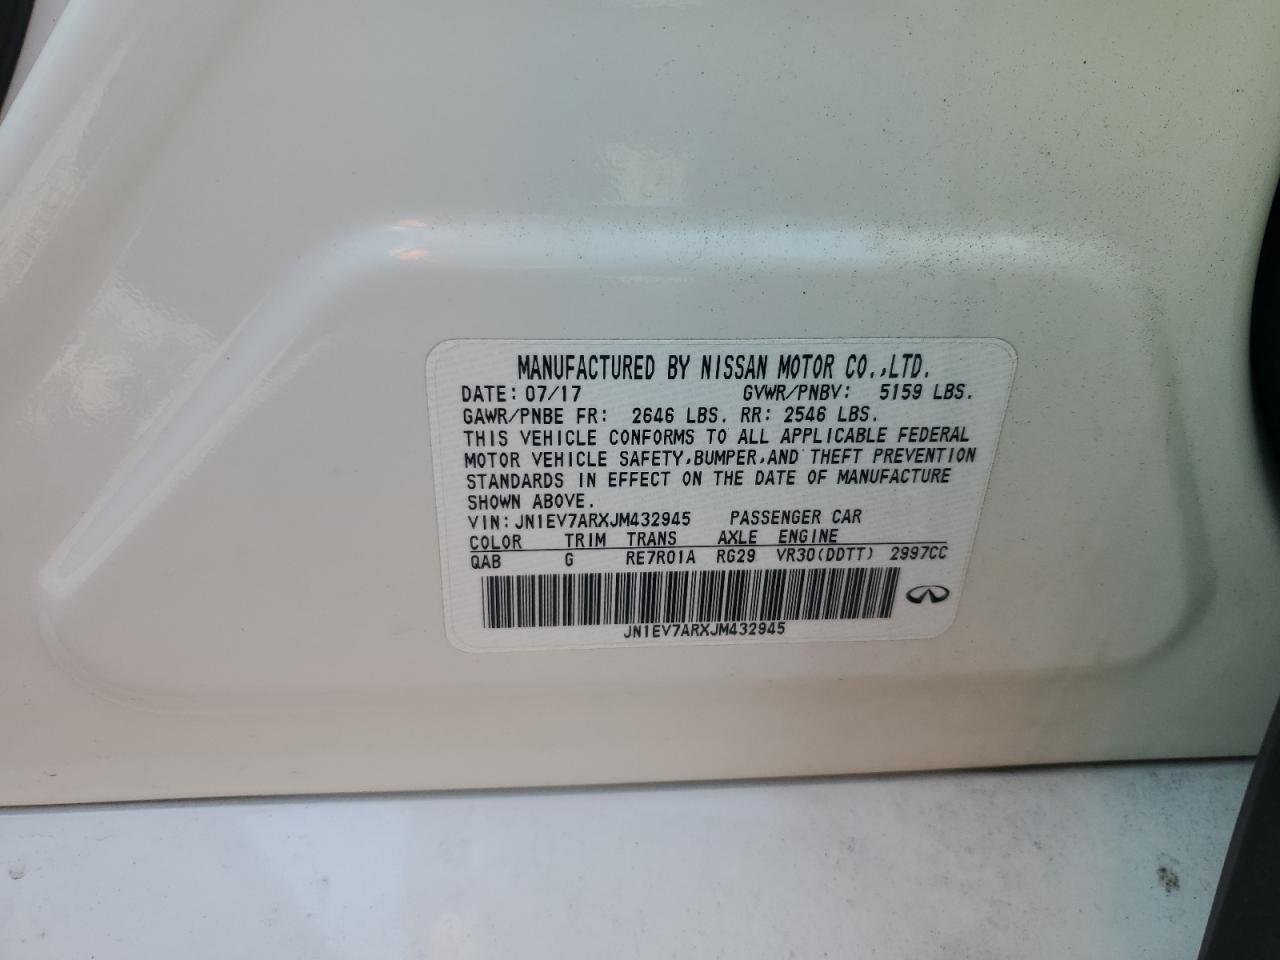 MANUFACTURED BY NISSAN MOTOR CO.,LTD.
DATE: 07/17 GVWR/PNBV: 5159 LBS.
GAWR/PNBE FR: 2646 LBS. RR: 2546 LBS.
THIS VEHICLE CONFORMS TO ALL APPLICABLE FEDERAL
MOTOR VEHICLE SAFETY,BUMPER,AND THEFT PREVENTION
STANDARDS IN EFFECT ON THE DATE OF MANUFACTURE
SHOWN ABOVE.
VIN: JN1EV7ARXJM432945 PASSENGER CAR
COLOR TRIM TRANS AXLE ENGINE
QAB G RE7R01A RG29 VR30(DDTT) 2997CC
JN1EV7ARXJM432945